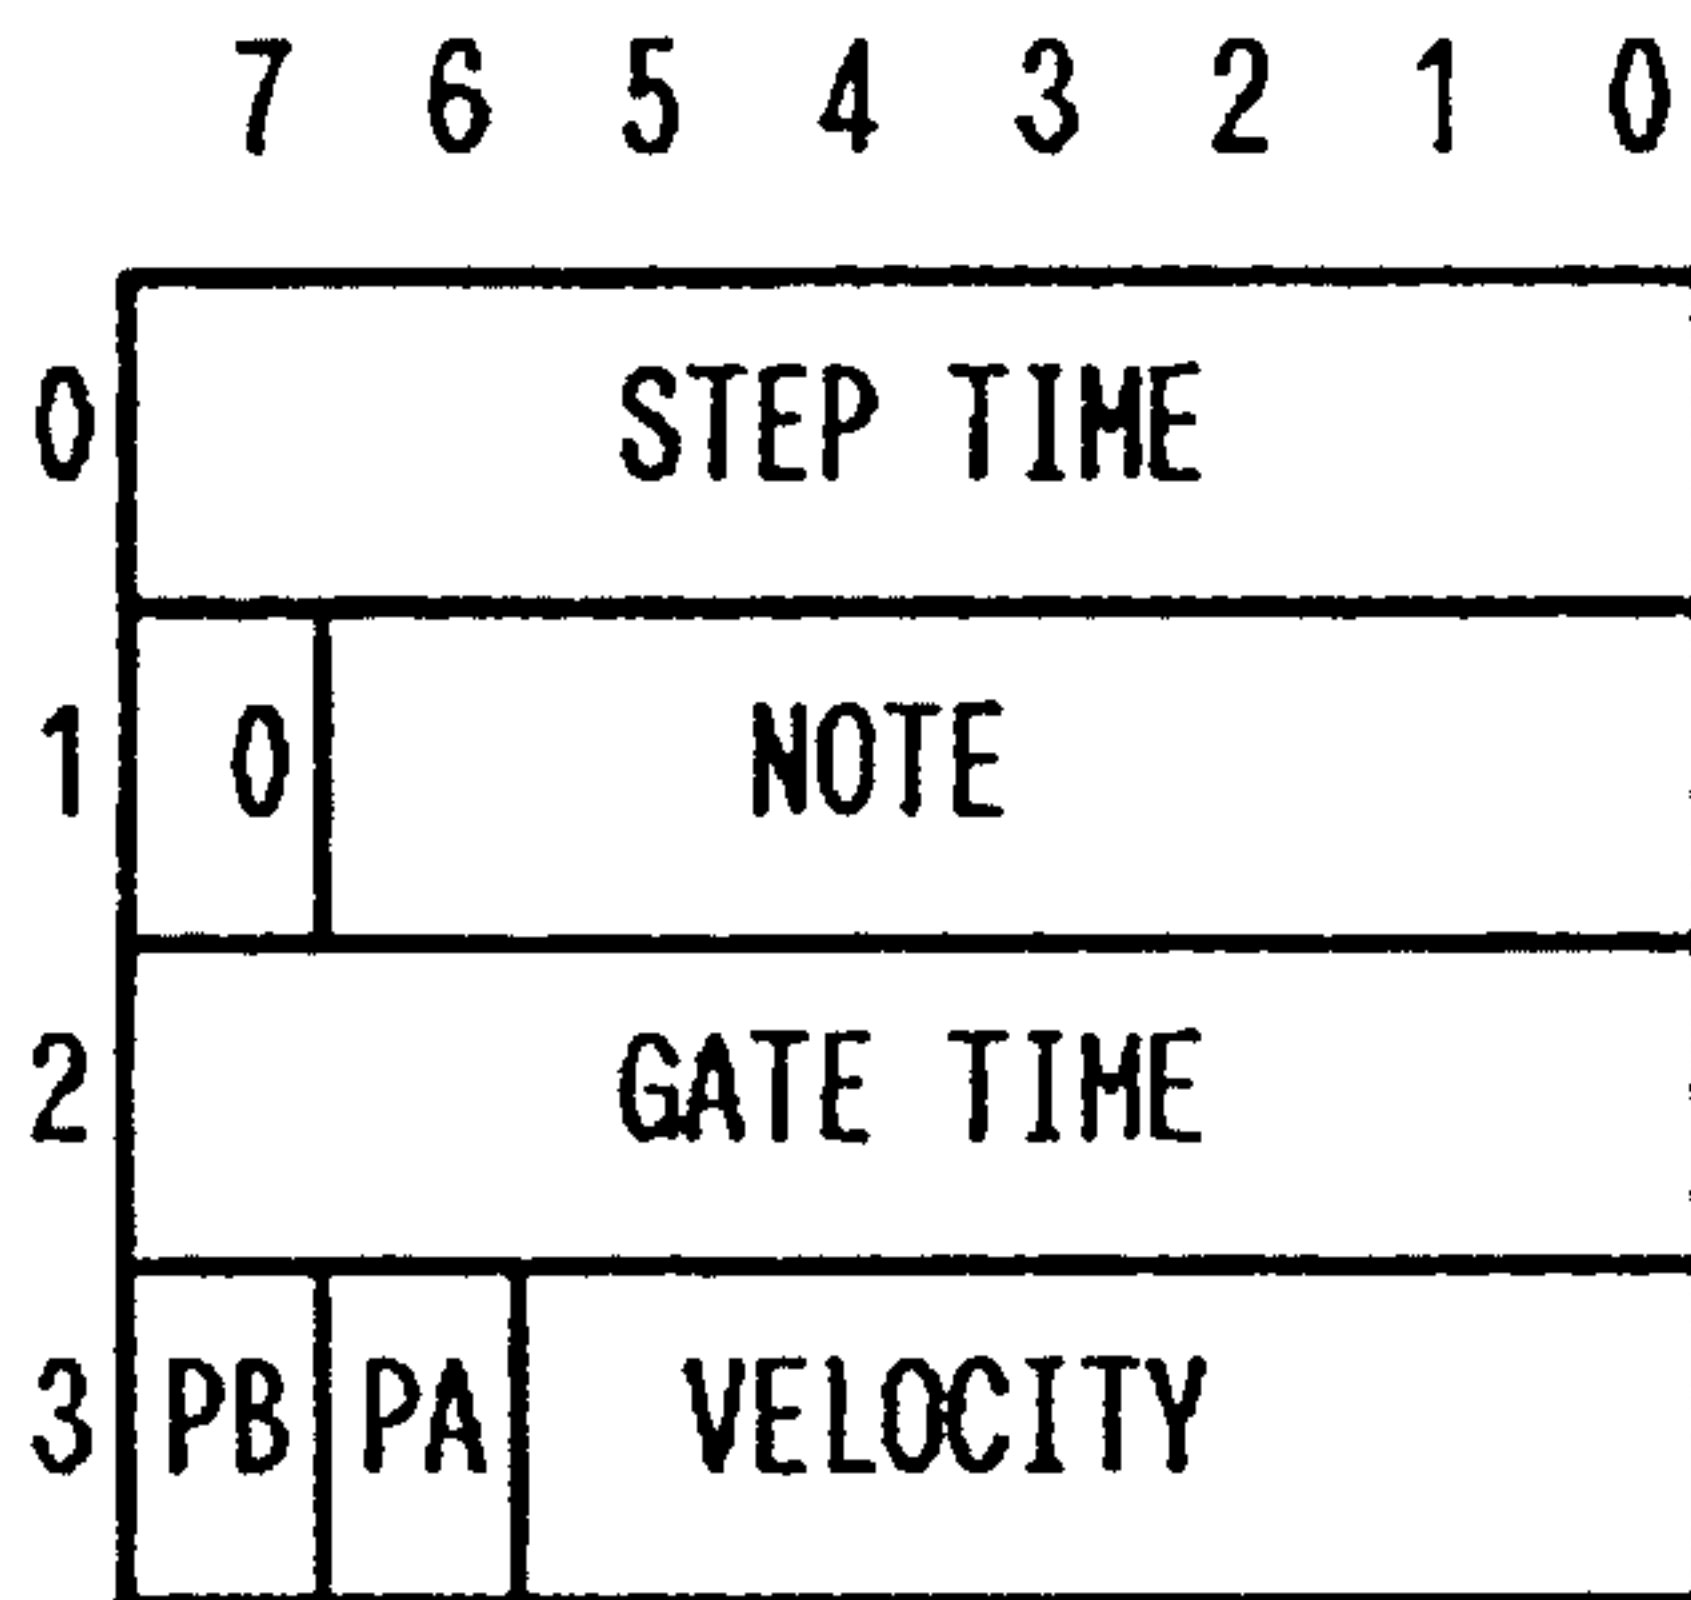 7 6 5 4 3 2 1 0
0 STEP TIME
1 0 NOTE
2 GATE TIME
3 PB PA VELOCITY